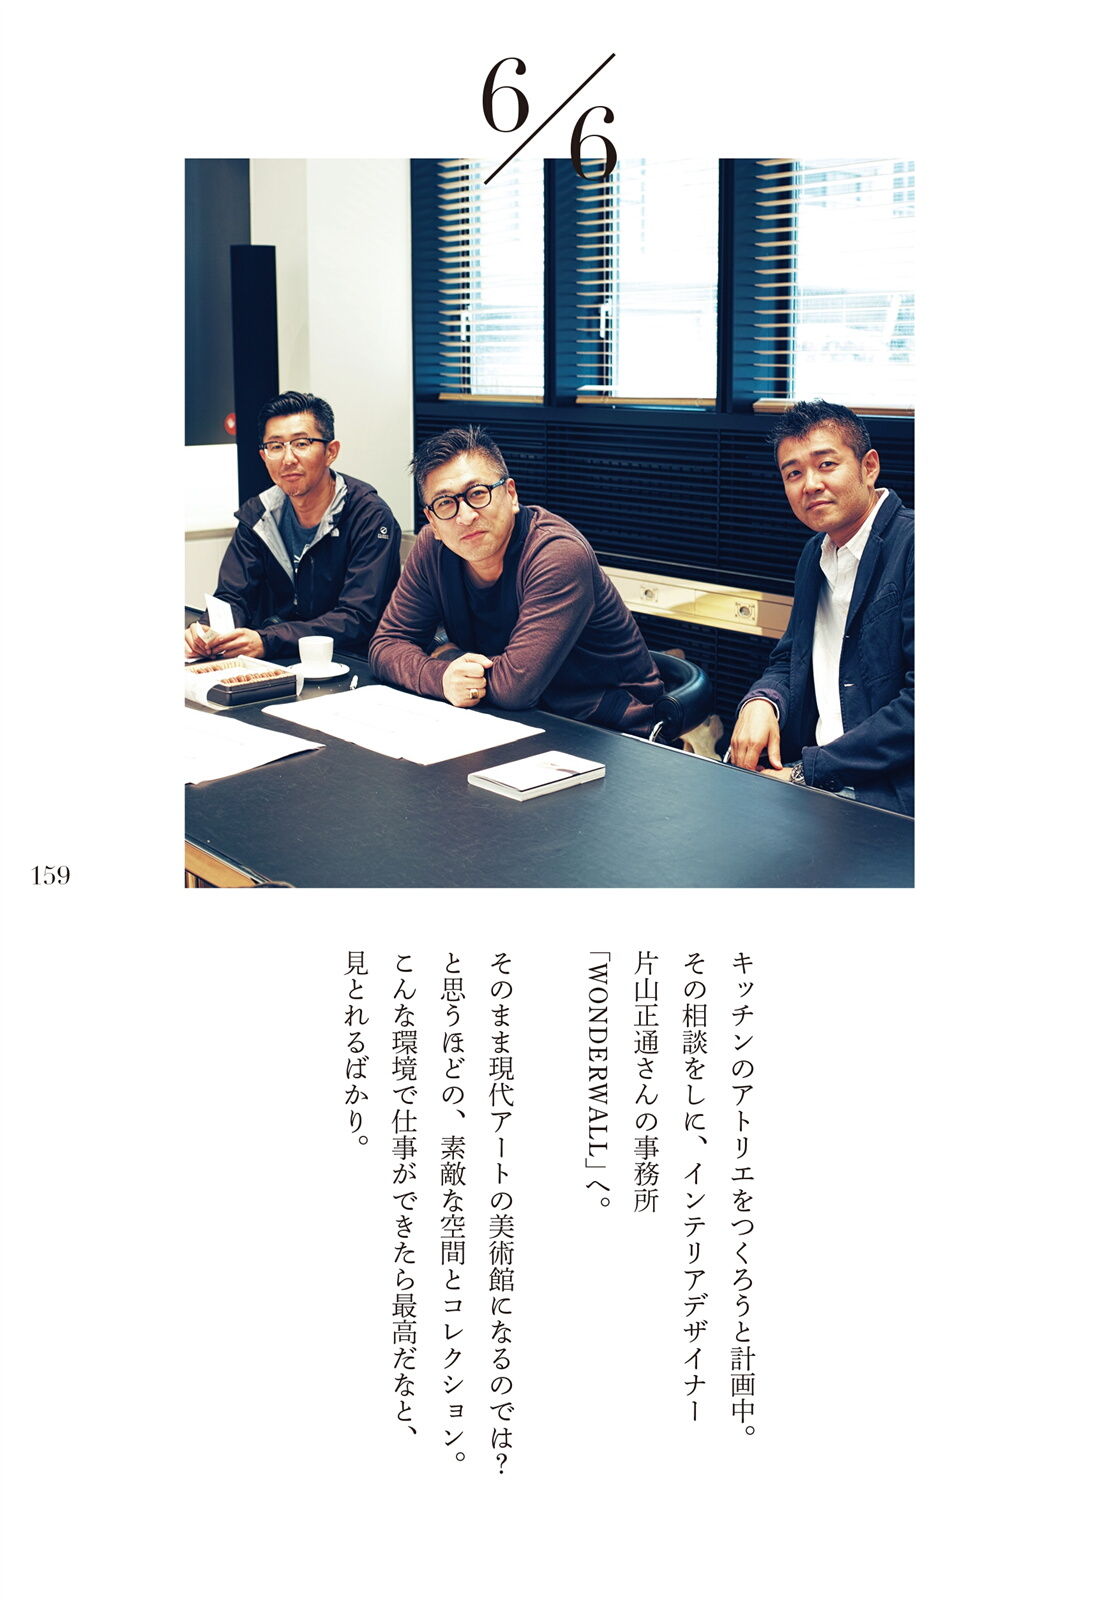 6/6
キッチンのアトリエをつくろうと計画中。
その相談をしに、インテリアデザイナー
片山正通さんの事務所
「WONDERWALL」へ。
そのまま現代アートの美術館になるのでは?
と思うほどの、素敵な空間とコレクション。
こんな環境で仕事ができたら最高だなと、
見とれるばかり。
159